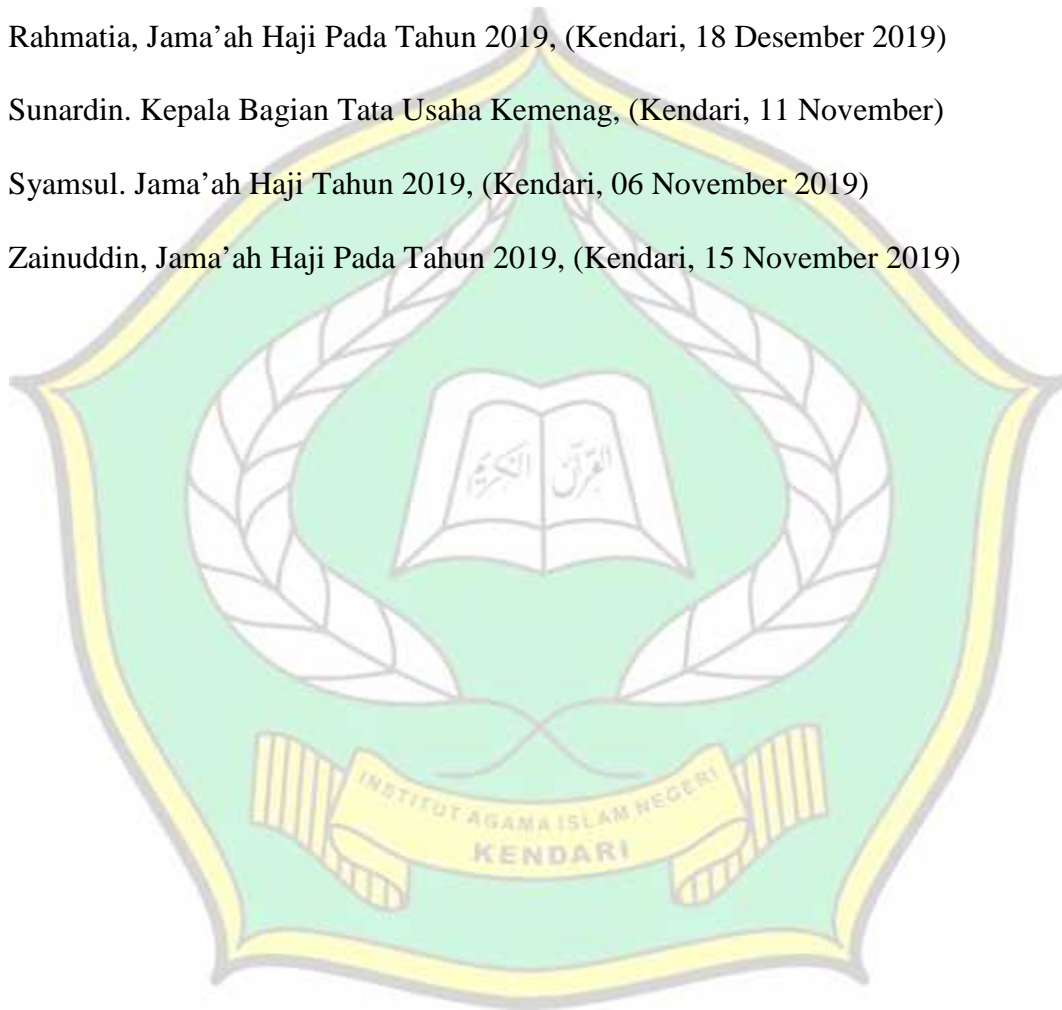 Rahmatia, Jama’ah Haji Pada Tahun 2019, (Kendari, 18 Desember 2019)
Sunardin. Kepala Bagian Tata Usaha Kemenag, (Kendari, 11 November)
Syamsul. Jama’ah Haji Tahun 2019, (Kendari, 06 November 2019)
Zainuddin, Jama’ah Haji Pada Tahun 2019, (Kendari, 15 November 2019)
القرآن الكريم
INSTITUT AGAMA ISLAM NEGERI
KENDARI